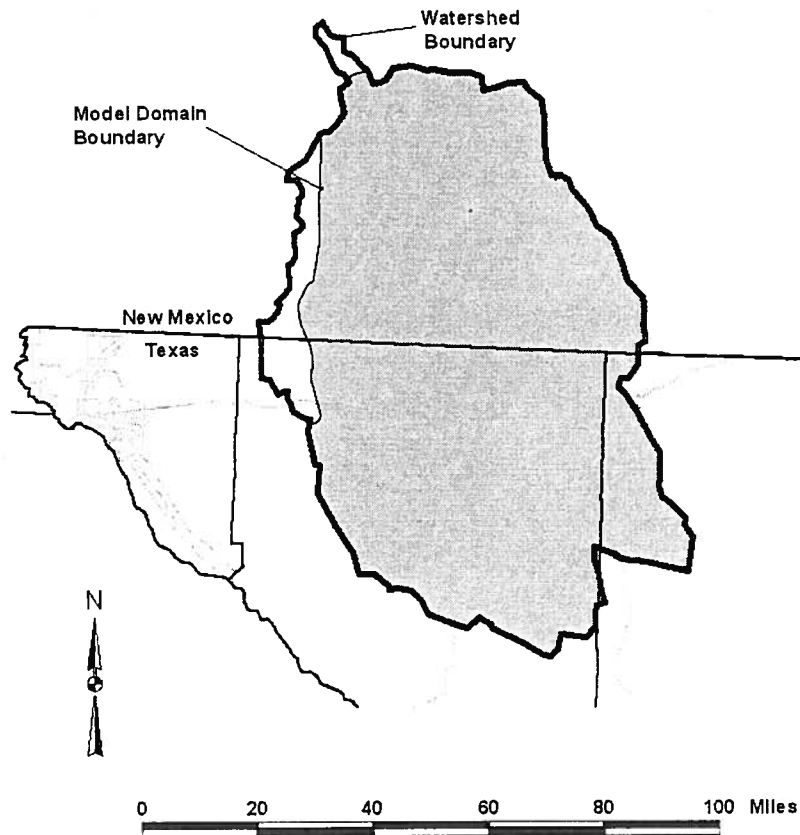 Watershed
Boundary
Model Domain
Boundary
New Mexico
Texas
N
0 20 40 60 80 100 Miles